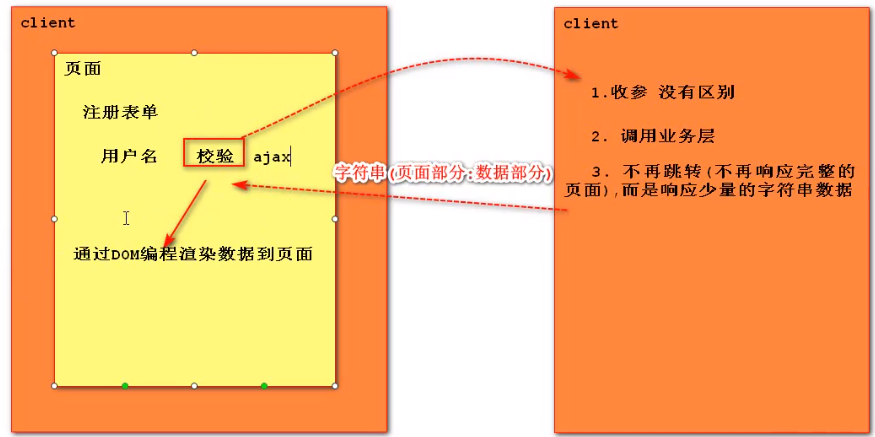 client
页面
注册表单
用户名 校验 ajax
通过DOM编程渲染数据到页面
字符串(页面部分:数据部分)
client
1.收参 没有区别
2. 调用业务层
3. 不再跳转(不再响应完整的
页面),而是响应少量的字符串数据